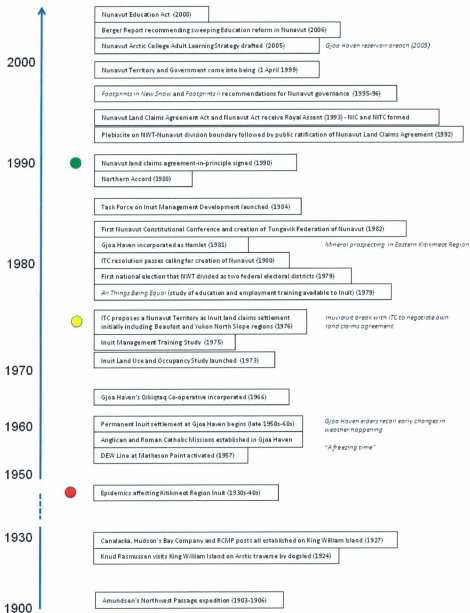 Nunavut Education Act (2008)
Berger Report recommending sweeping Education reform in Nunavut (2006)
Nunavut Arctic College Adult Learning Strategy drafted (2005)
Gjoa Haven reservoir breach (2005)
2000
Nunavut Territory and Government come into being (1 April 1999)
Footprints in New Snow and Footprints II recommendations for Nunavut governance (1995-96)
Nunavut Land Claims Agreement Act and Nunavut Act receive Royal Assent (1993) - NIC and NITC formed
Plebiscite on NWT-Nunavut division boundary followed by public ratification of Nunavut Land Claims Agreement (1992)
1990
Nunavut land claims agreement-in-principle signed (1990)
Northern Accord (1988)
Task Force on Inuit Management Development launched (1984)
First Nunavut Constitutional Conference and creation of Tungavik Federation of Nunavut (1982)
Gjoa Haven incorporated as Hamlet (1981)
Mineral prospecting in Eastern Kitikmeot Region
1980
ITC resolution passes calling for creation of Nunavut (1980)
First national election that NWT divided as two federal electoral districts (1979)
All Things Being Equal (study of education and employment training available to Inuit) (1979)
ITC proposes a Nunavut Territory as Inuit land claims settlement
initially including Beaufort and Yukon North Slope regions (1976)
Inuvialuit break with ITC to negotiate own
land claims agreement
Inuit Management Training Study (1975)
Inuit Land Use and Occupancy Study launched (1973)
1970
Gjoa Haven's Qikiqtaq Co-operative incorporated (1966)
1960
Permanent Inuit settlement at Gjoa Haven begins (late 1950s-60s)
Gjoa Haven elders recall early changes in
weather happening
Anglican and Roman Catholic Missions established in Gjoa Haven
"A freezing time"
DEW Line at Matheson Point activated (1957)
1950
Epidemics affecting Kitikmeot Region Inuit (1930s-40s)
1930
Canalaska, Hudson's Bay Company and RCMP posts all established on King William Island (1927)
Knud Rasmussen visits King William Island on Arctic traverse by dogsled (1924)
Amundsen's Northwest Passage expedition (1903-1906)
1900